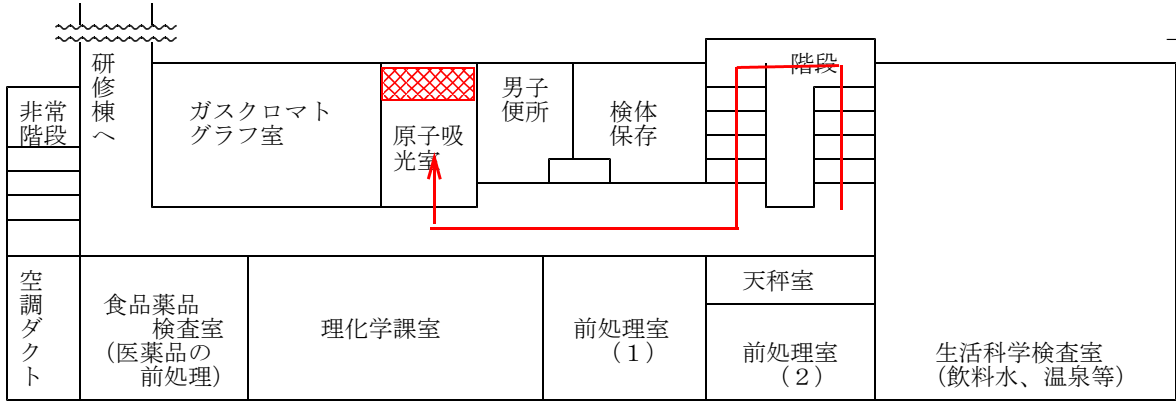 研
修
棟
へ
非常
階段
ガスクロマト
グラフ室
原子吸
光室
男子
便所
検体
保存
階段
空
調
ダ
ク
ト
食品薬品
検査室
(医薬品の
前処理)
理化学課室
前処理室
(１)
天秤室
前処理室
(２)
生活科学検査室
(飲料水、温泉等)